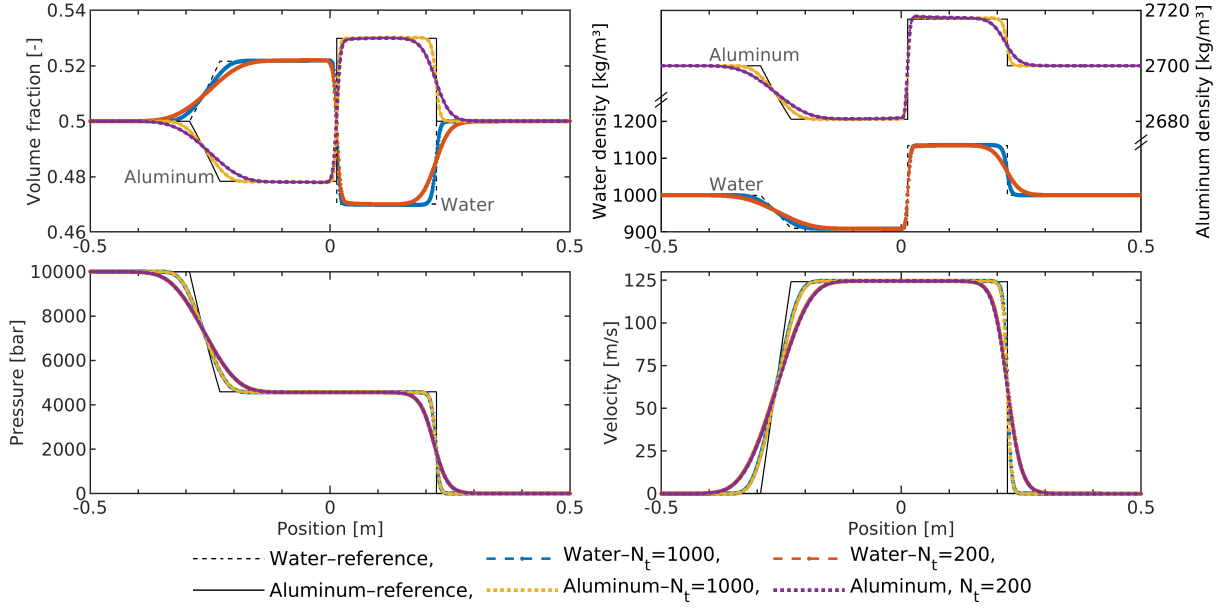 0.54
0.52
0.5
0.48
0.46
Volume fraction [-]
Aluminum
Water
-0.5
0
0.5
1200
1100
1000
900
Water density [kg/m³]
Aluminum
Water
2720
2700
2680
Aluminum density [kg/m³]
-0.5
0
0.5
10000
8000
6000
4000
2000
0
Pressure [bar]
-0.5
0
0.5
Position [m]
125
100
75
50
25
0
Velocity [m/s]
-0.5
0
0.5
Position [m]
Water–reference,
Water–Nt=1000,
Water–Nt=200,
Aluminum–reference,
Aluminum–Nt=1000,
Aluminum, Nt=200